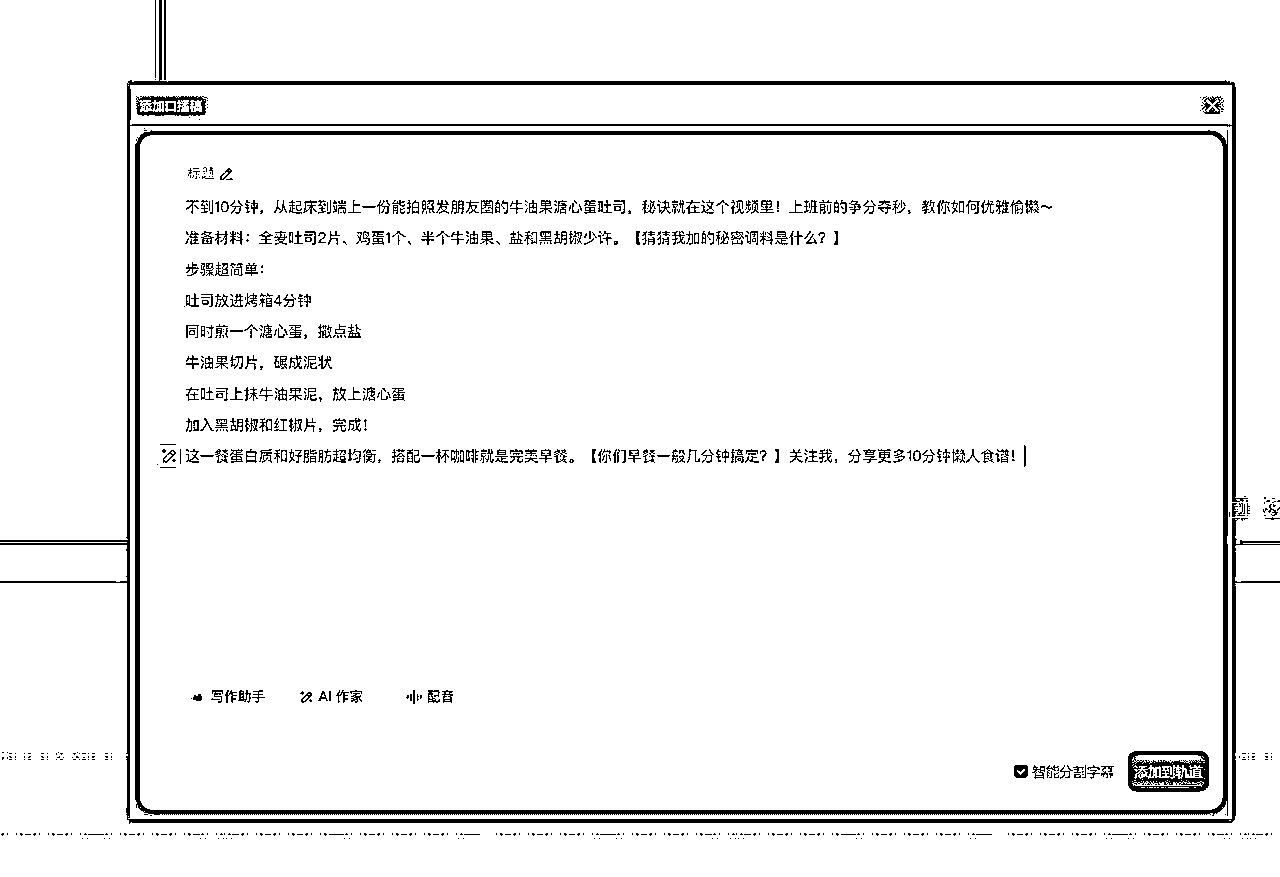 添加口播稿
标题
不到10分钟，从起床到端上一份能拍照发朋友圈的牛油果溏心蛋吐司，秘诀就在这个视频里！上班前的争分夺秒，教你如何优雅偷懒～
准备材料：全麦吐司2片、鸡蛋1个、半个牛油果、盐和黑胡椒少许。【猜猜我加的秘密调料是什么？】
步骤超简单：
吐司放进烤箱4分钟
同时煎一个溏心蛋，撒点盐
牛油果切片，碾成泥状
在吐司上抹牛油果泥，放上溏心蛋
加入黑胡椒和红椒片，完成！
这一餐蛋白质和好脂肪超均衡，搭配一杯咖啡就是完美早餐。【你们早餐一般几分钟搞定？】关注我，分享更多10分钟懒人食谱！
写作助手 AI 作家 配音
智能分割字幕 添加到轨道